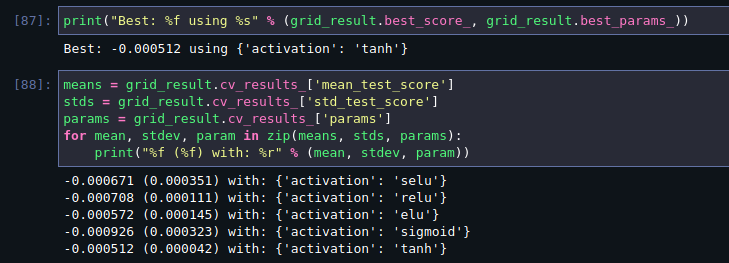 [87]: print("Best: %f using %s" % (grid_result.best_score_, grid_result.best_params_))
Best: -0.000512 using {'activation': 'tanh'}
[88]: means = grid_result.cv_results_['mean_test_score']
stds = grid_result.cv_results_['std_test_score']
params = grid_result.cv_results_['params']
for mean, stdev, param in zip(means, stds, params):
    print("%f (%f) with: %r" % (mean, stdev, param))
-0.000671 (0.000351) with: {'activation': 'selu'}
-0.000708 (0.000111) with: {'activation': 'relu'}
-0.000572 (0.000145) with: {'activation': 'elu'}
-0.000926 (0.000323) with: {'activation': 'sigmoid'}
-0.000512 (0.000042) with: {'activation': 'tanh'}